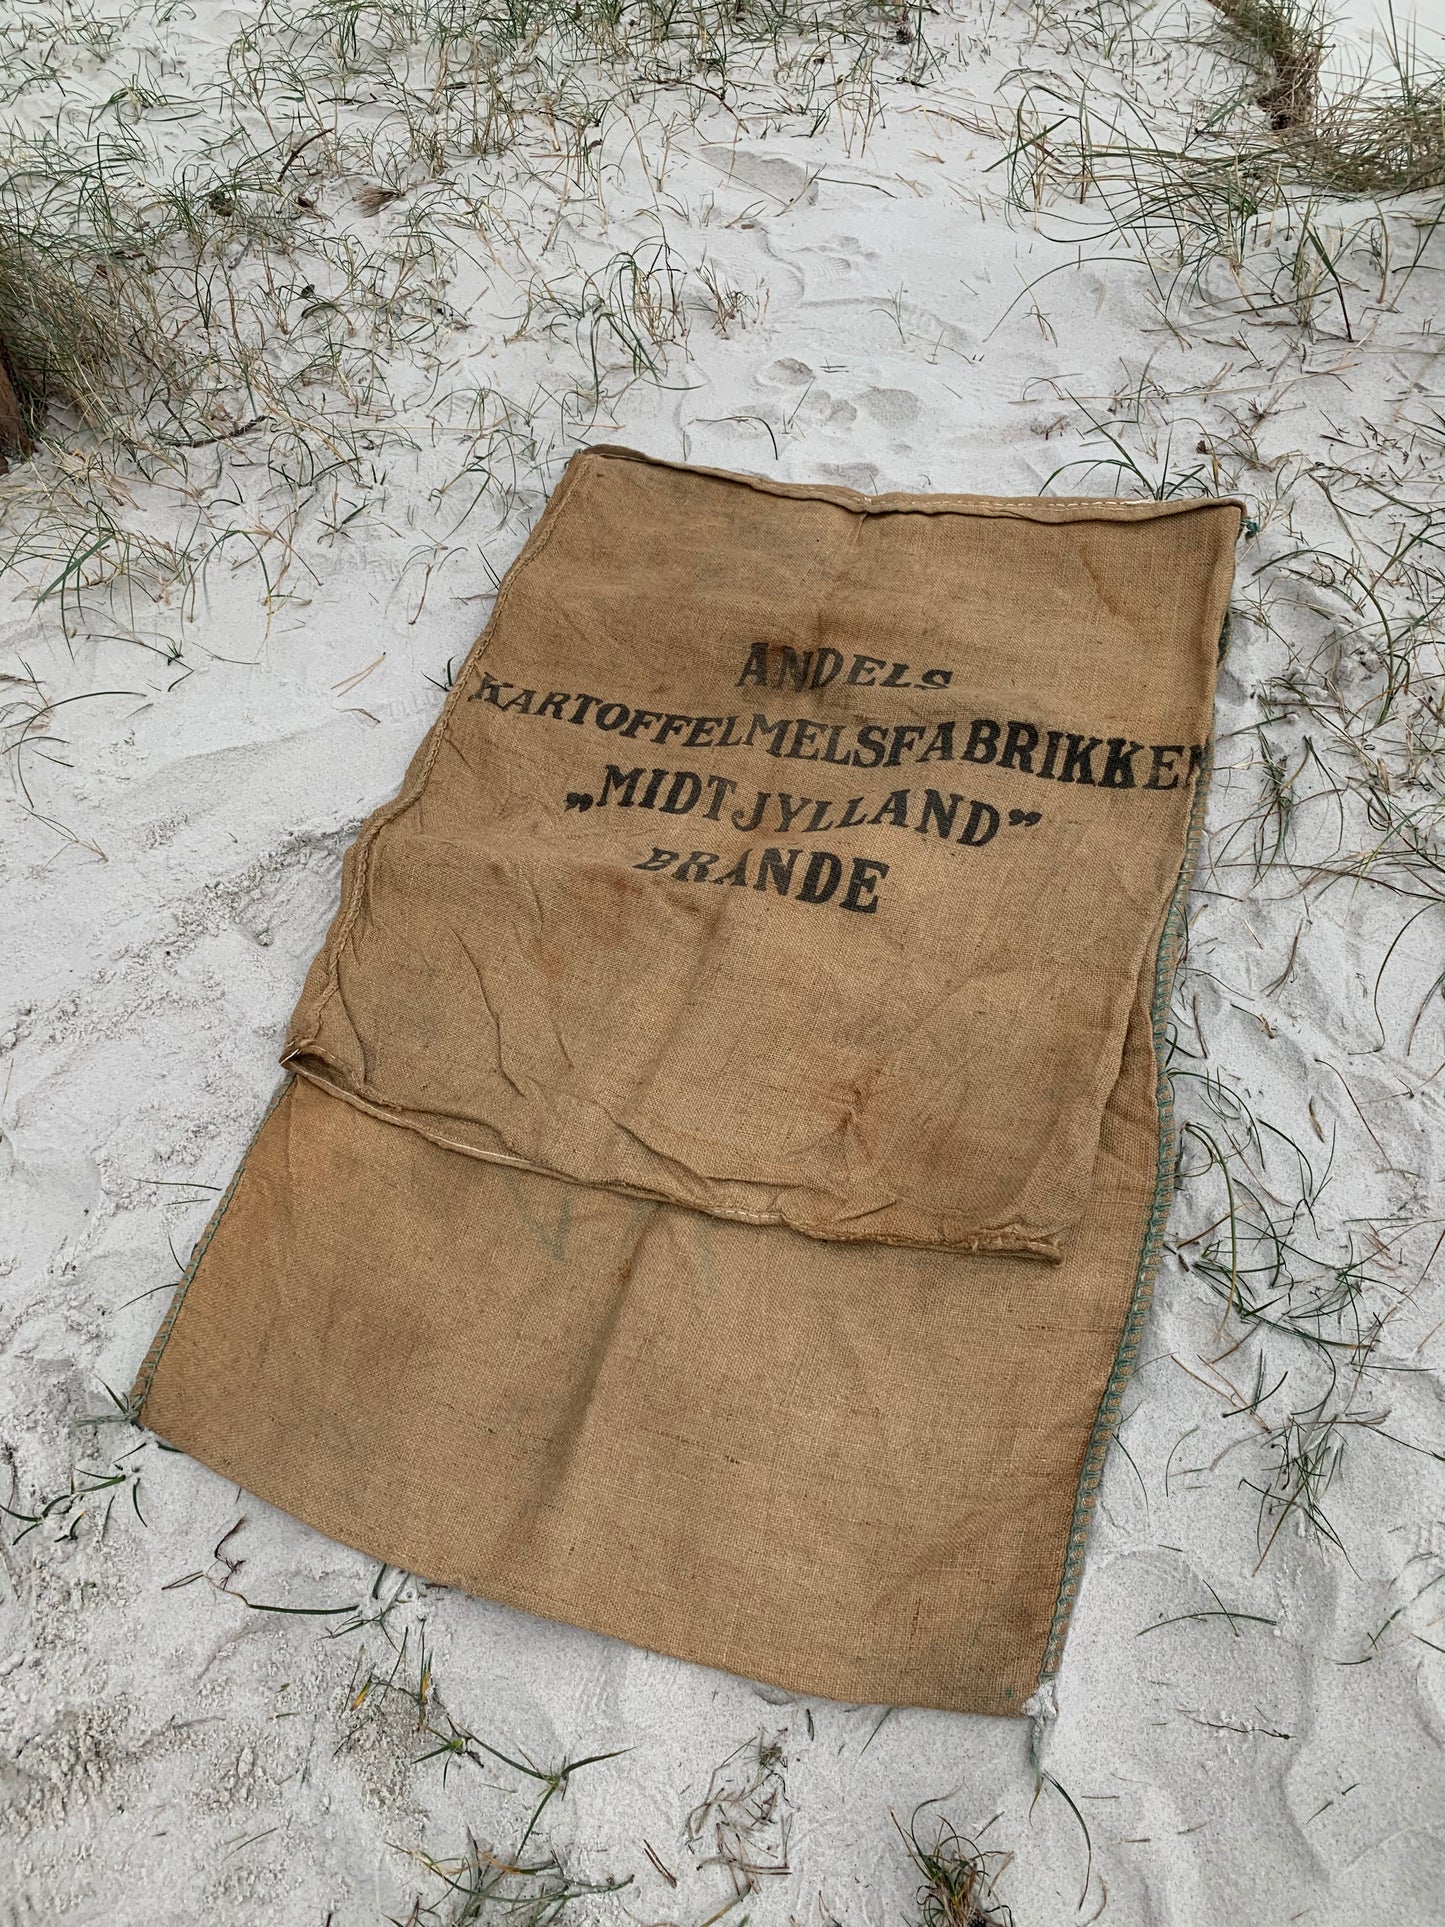 ANDELS
KARTOFFELMELSFABRIKKEN
„MIDTJYLLAND”
BRANDE